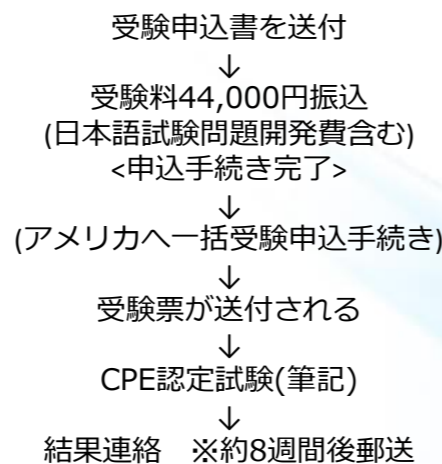 受験申込書を送付
↓
受験料44,000円振込
(日本語試験問題開発費含む)
<申込手続き完了>
↓
(アメリカへ一括受験申込手続き)
↓
受験票が送付される
↓
CPE認定試験(筆記)
↓
結果連絡　※約8週間後郵送